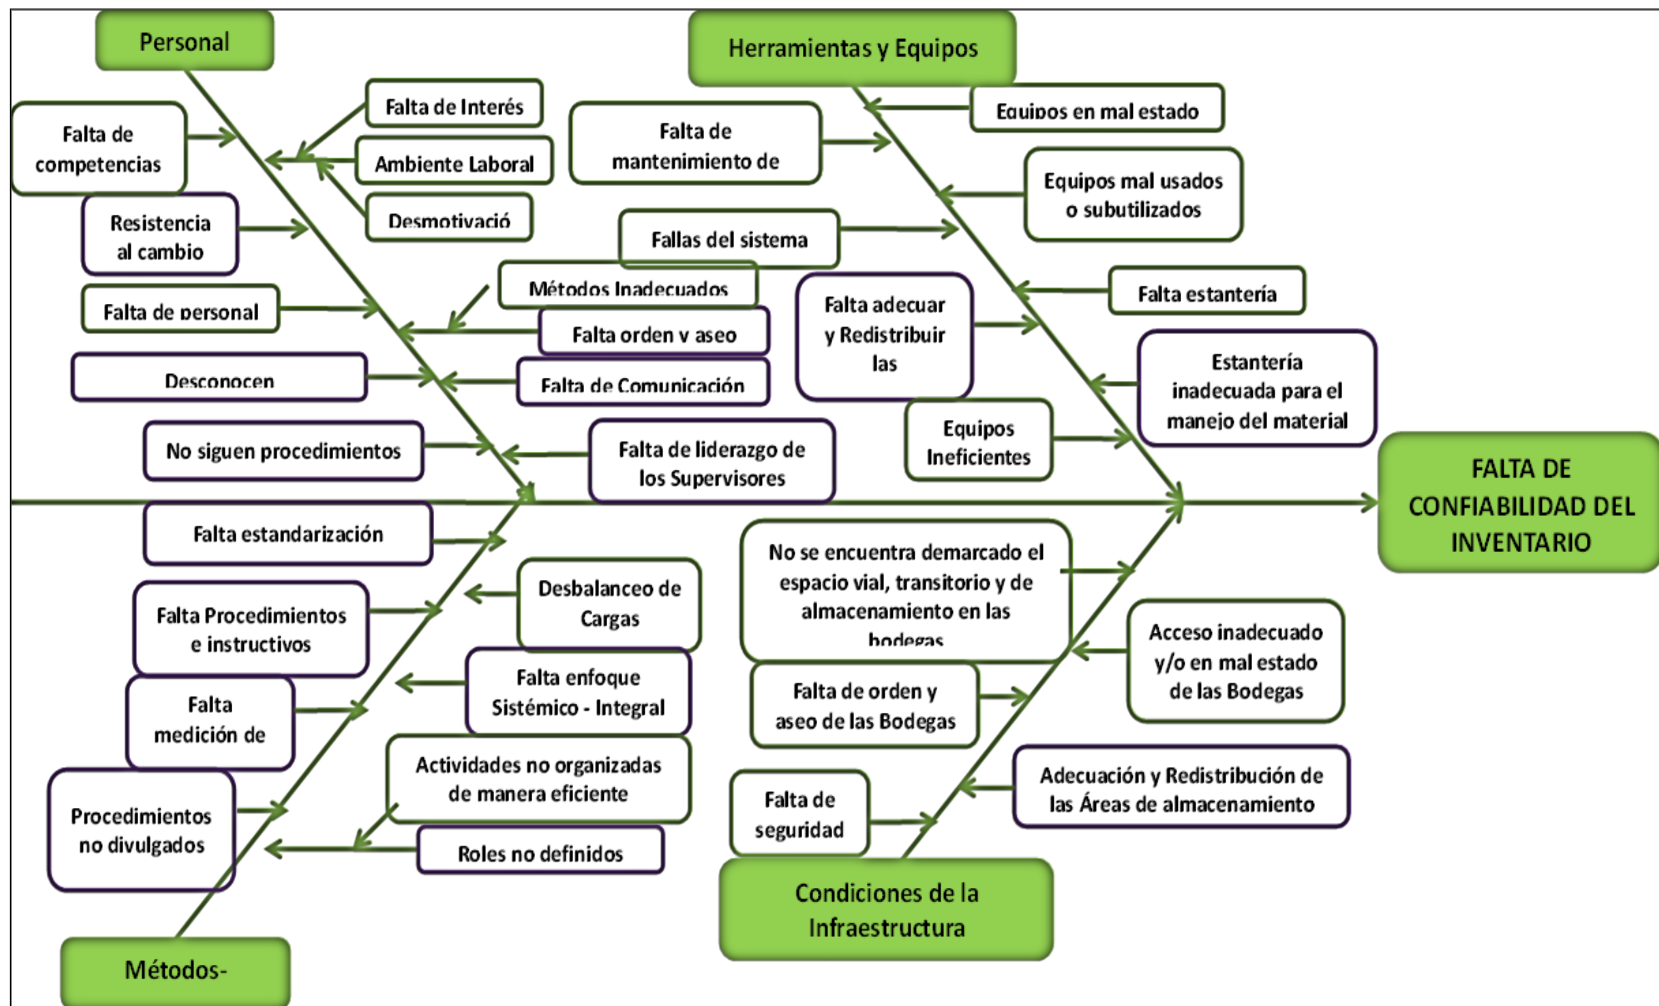 Personal
Herramientas y Equipos
Falta de
competencias
Falta de Interés
Ambiente Laboral
Desmotivació
Resistencia
al cambio
Falta de personal
Métodos Inadecuados
Falta orden y aseo
Desconocen
Falta de Comunicación
No siguen procedimientos
Falta de liderazgo de
los Supervisores
Equipos en mal estado
Falta de
mantenimiento de
Equipos mal usados
o subutilizados
Fallas del sistema
Falta estantería
Falta adecuar
y Redistribuir
las
Estantería
inadecuada para el
manejo del material
Equipos
Ineficientes
FALTA DE
CONFIABILIDAD DEL
INVENTARIO
Falta estandarización
Desbalanceo de
Cargas
Falta Procedimientos
e instructivos
Falta enfoque
Sistémico - Integral
Falta
medición de
Actividades no organizadas
de manera eficiente
Procedimientos
no divulgados
Roles no definidos
Métodos-
No se encuentra demarcado el
espacio vial, transitorio y de
almacenamiento en las
bodegas
Acceso inadecuado
y/o en mal estado
de las Bodegas
Falta de orden y
aseo de las Bodegas
Adecuación y Redistribución de
las Áreas de almacenamiento
Falta de
seguridad
Condiciones de la
Infraestructura